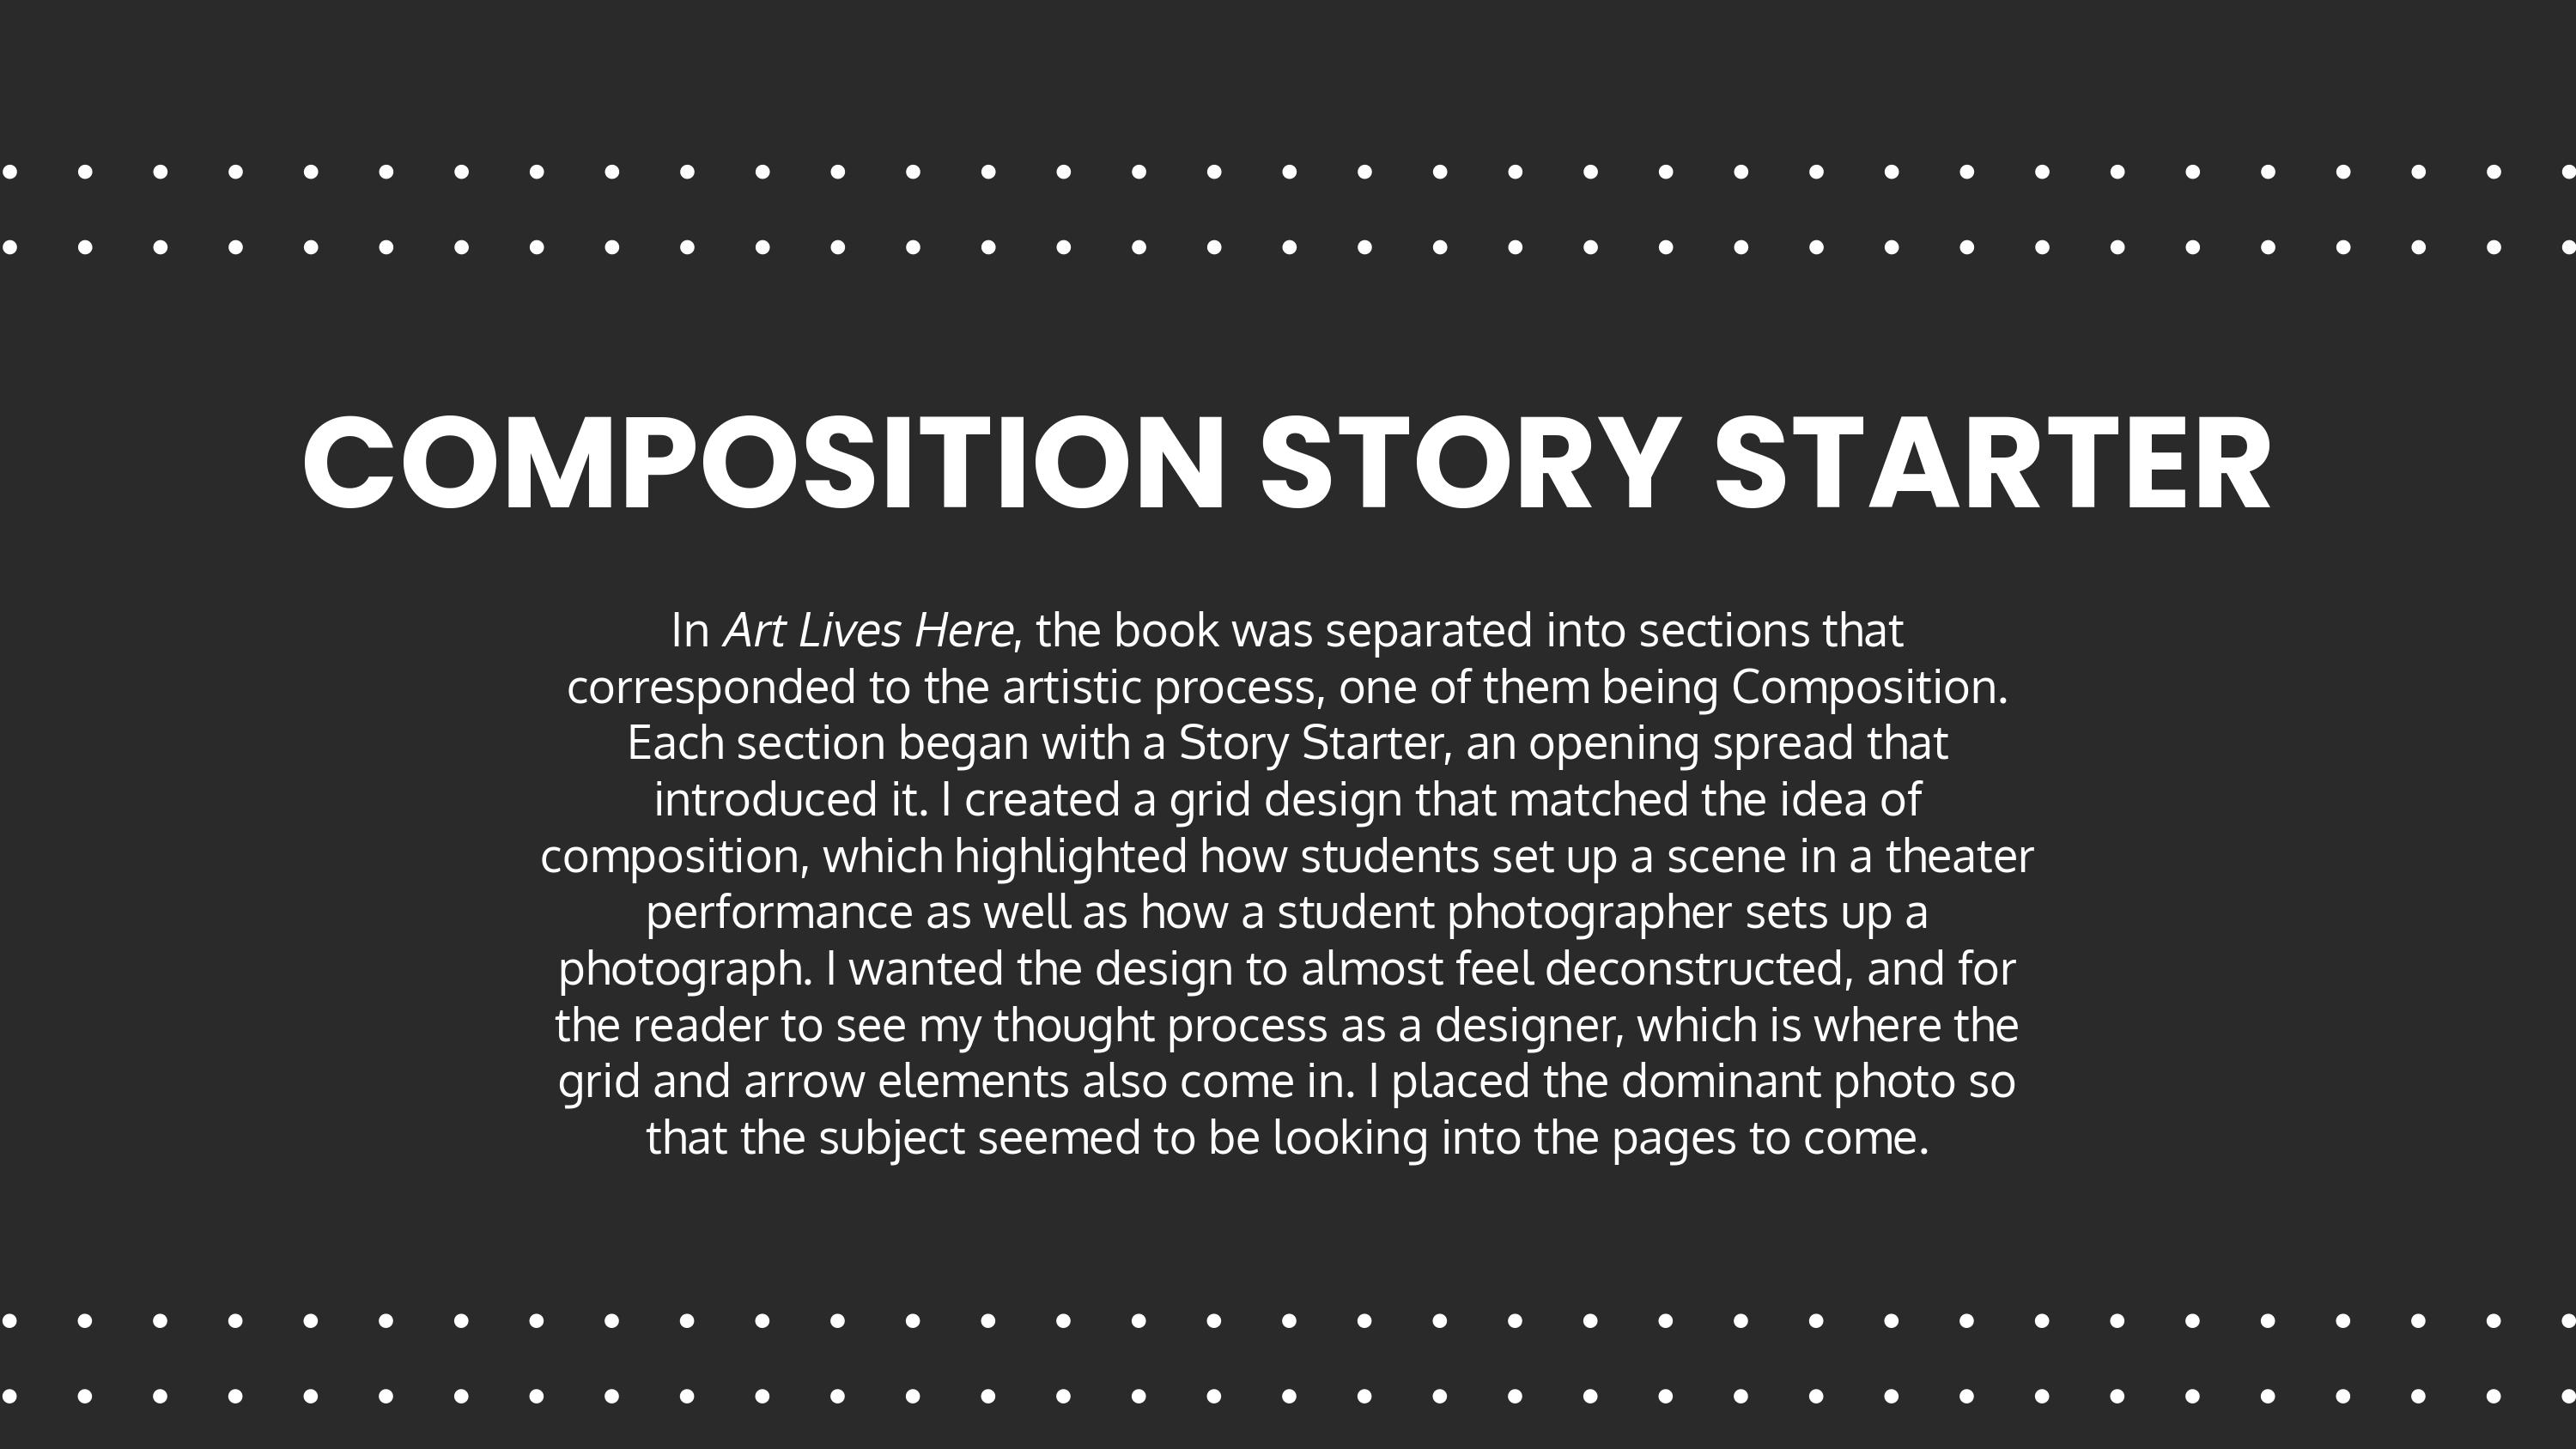 COMPOSITION STORY STARTER
In Art Lives Here, the book was separated into sections that
corresponded to the artistic process, one of them being Composition.
Each section began with a Story Starter, an opening spread that
introduced it. I created a grid design that matched the idea of
composition, which highlighted how students set up a scene in a theater
performance as well as how a student photographer sets up a
photograph. I wanted the design to almost feel deconstructed, and for
the reader to see my thought process as a designer, which is where the
grid and arrow elements also come in. I placed the dominant photo so
that the subject seemed to be looking into the pages to come.